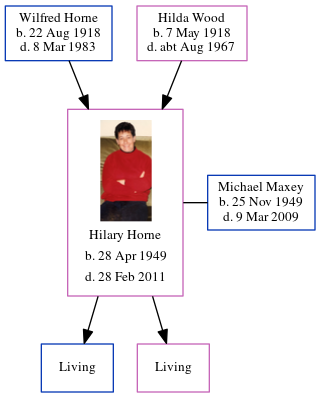 Wilfred Horne
b. 22 Aug 1918
d. 8 Mar 1983
Hilda Wood
b. 7 May 1918
d. abt Aug 1967
Hilary Horne
b. 28 Apr 1949
d. 28 Feb 2011
Michael Maxey
b. 25 Nov 1949
d. 9 Mar 2009
Living
Living